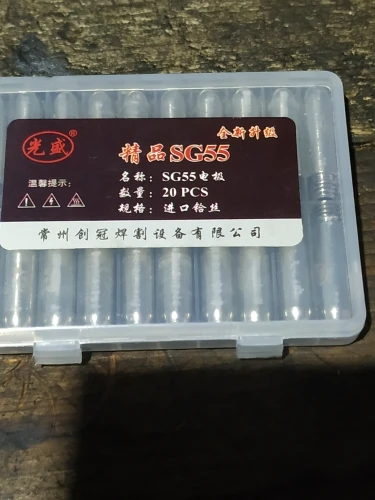 光盛®
全新升级
精品SG55
温馨提示:
名称: SG55电极
数量: 20 PCS
规格: 进口铪丝
常州创冠焊割设备有限公司